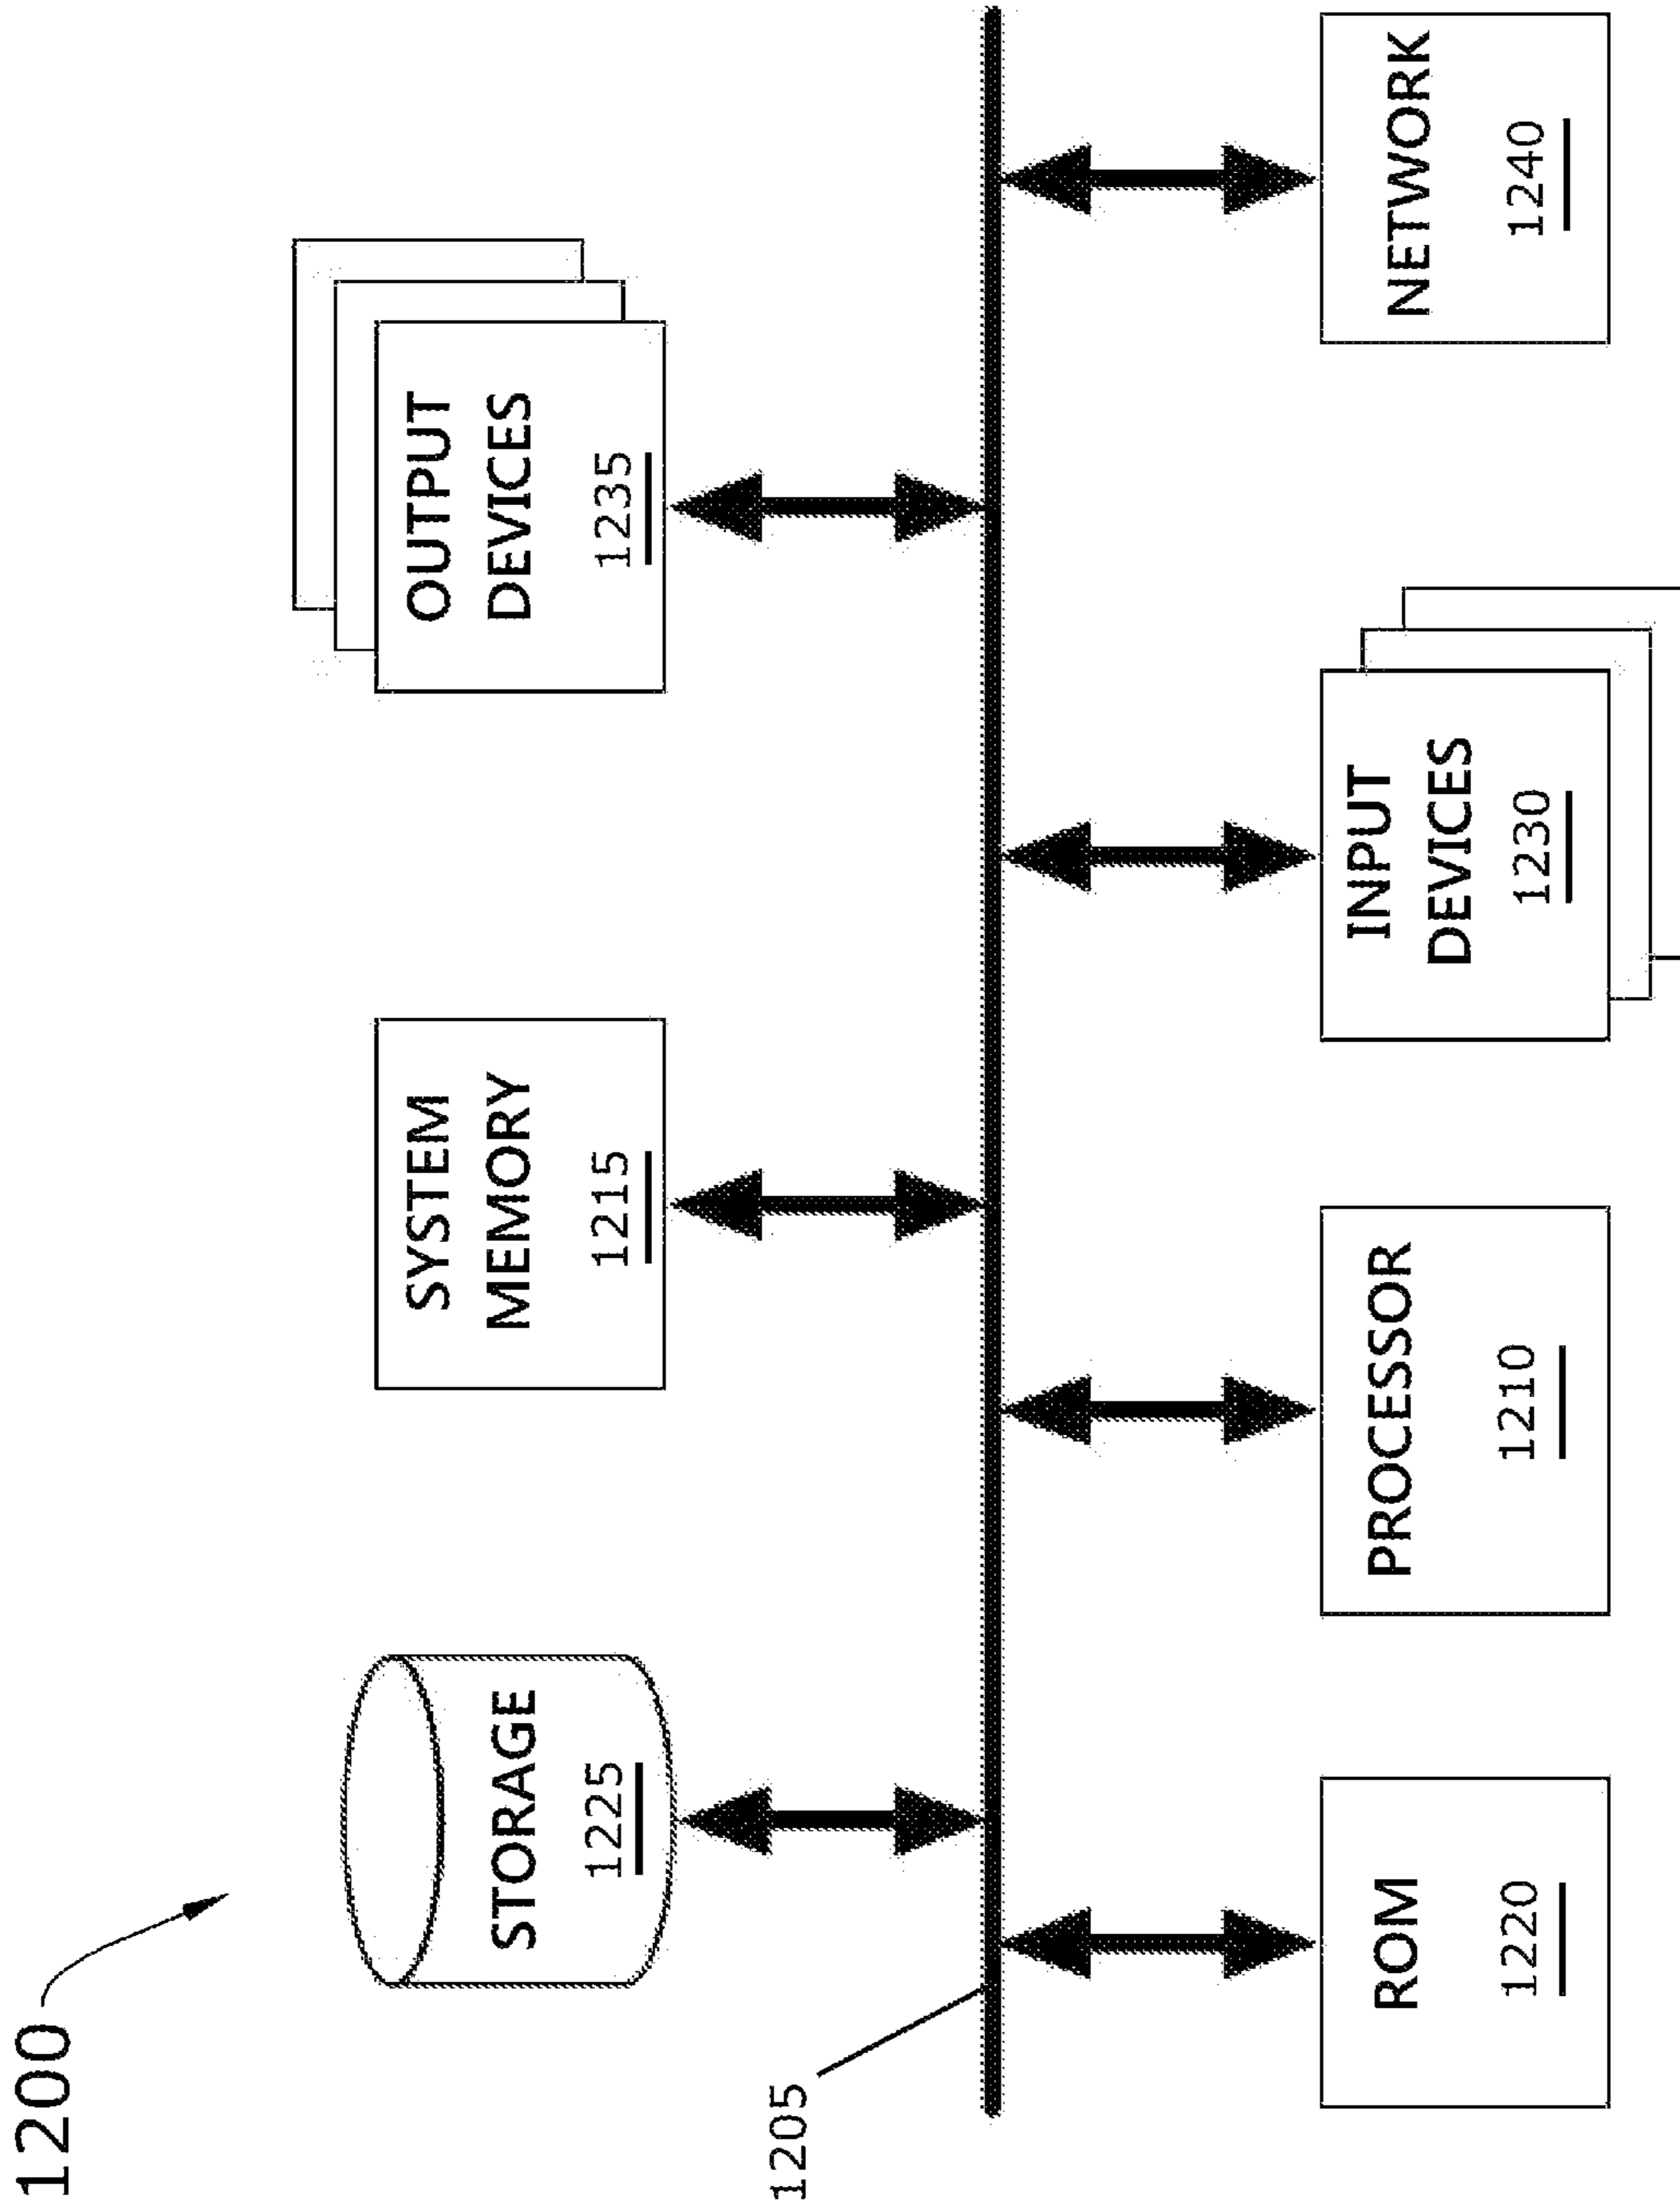 1200
STORAGE
1225
SYSTEM
MEMORY
1215
OUTPUT
DEVICES
1235
1205
ROM
1220
PROCESSOR
1210
INPUT
DEVICES
1230
NETWORK
1240